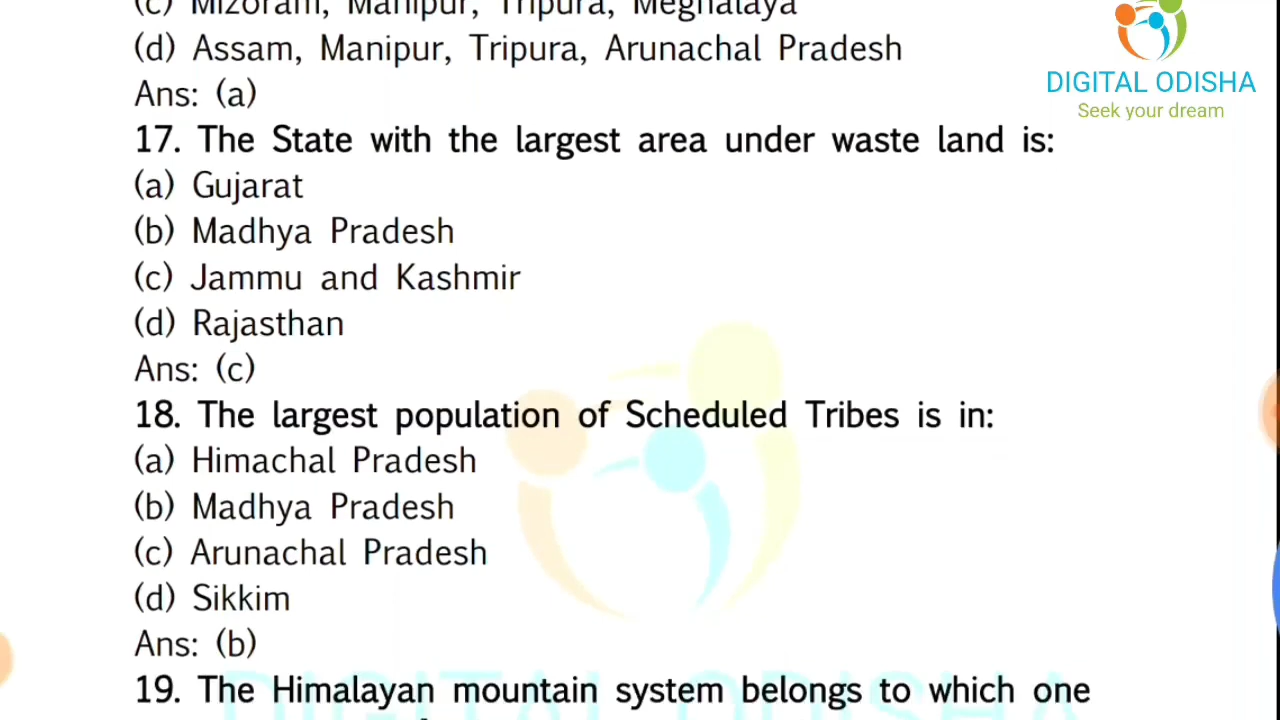 (c) Mizoram, Manipur, Tripura, Meghalaya
(d) Assam, Manipur, Tripura, Arunachal Pradesh
Ans: (a)
DIGITAL ODISHA
Seek your dream
17. The State with the largest area under waste land is:
(a) Gujarat
(b) Madhya Pradesh
(c) Jammu and Kashmir
(d) Rajasthan
Ans: (c)
18. The largest population of Scheduled Tribes is in:
(a) Himachal Pradesh
(b) Madhya Pradesh
(c) Arunachal Pradesh
(d) Sikkim
Ans: (b)
DIGITAL ODISHA
19. The Himalayan mountain system belongs to which one